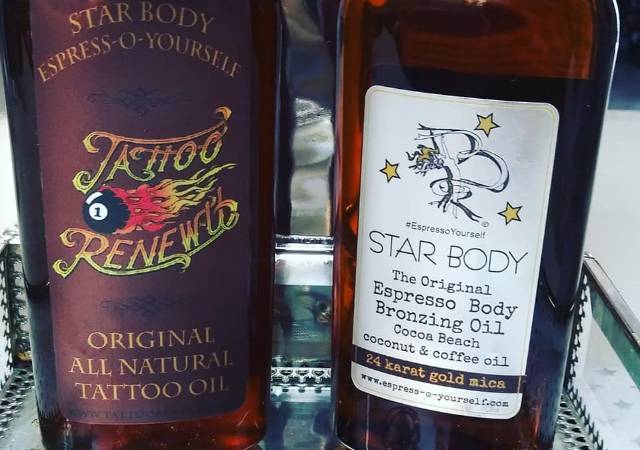 STAR BODY
ESPRESS-O-YOURSELF
TATTOO
1
RENEW'L
ORIGINAL
ALL NATURAL
TATTOO OIL
#EspressoYourself
STAR BODY
The Original
Espresso Body
Bronzing Oil
Cocoa Beach
coconut & coffee oil
24 karat gold mica
www.espress-o-yourself.com